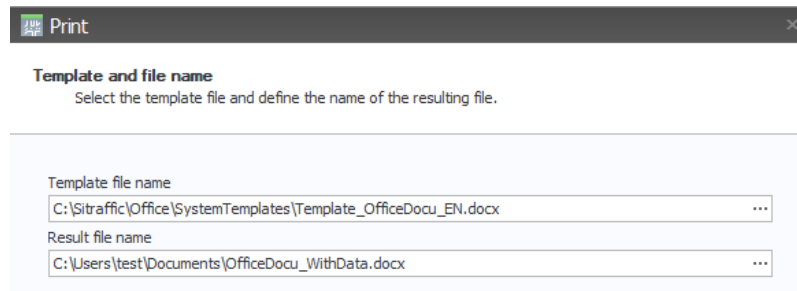 Print
Template and file name
Select the template file and define the name of the resulting file.
Template file name
C:\Sitraffic\Office\SystemTemplates\Template_OfficeDocu_EN.docx
Result file name
C:\Users\test\Documents\OfficeDocu_WithData.docx